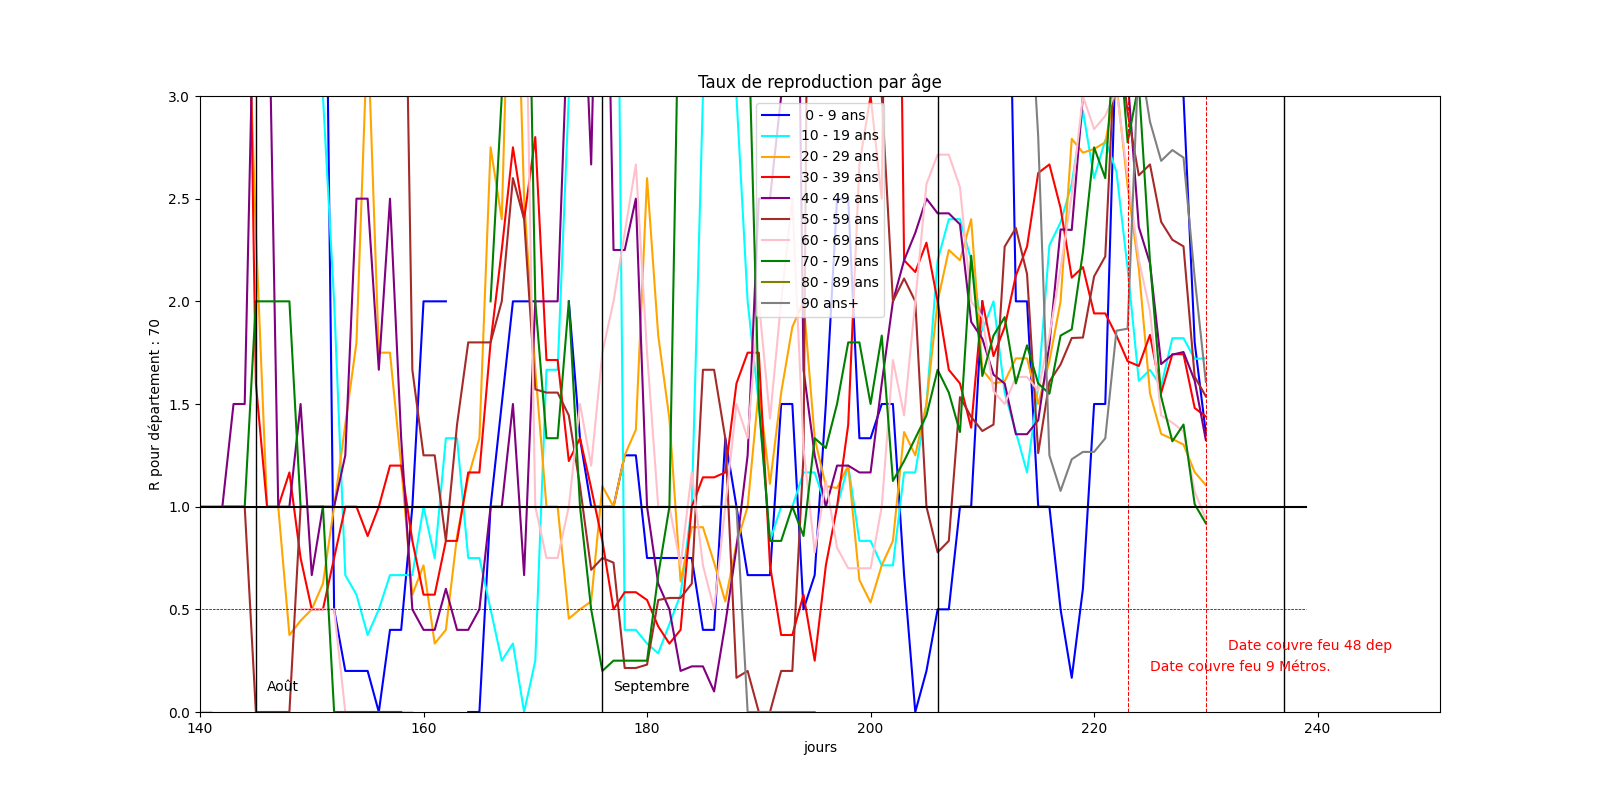 Taux de reproduction par âge
3.0
2.5
2.0
1.5
1.0
0.5
0.0
R pour département : 70
0 - 9 ans
10 - 19 ans
20 - 29 ans
30 - 39 ans
40 - 49 ans
50 - 59 ans
60 - 69 ans
70 - 79 ans
80 - 89 ans
90 ans+
Date couvre feu 48 dep
Date couvre feu 9 Métros.
Août
Septembre
140
160
180
200
220
240
jours